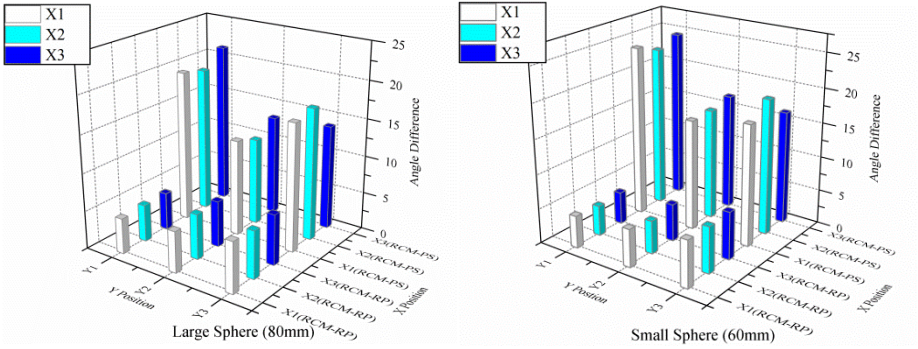 X1
X2
X3
25
20
15
10
5
0
Angle Difference
X3(RCM-PS)
X2(RCM-PS)
X1(RCM-PS)
X3(RCM-RP)
X2(RCM-RP)
X1(RCM-RP)
X Position
Y1
Y2
Y3
Y Position
Large Sphere (80mm)
X1
X2
X3
25
20
15
10
5
0
Angle Difference
X3(RCM-PS)
X2(RCM-PS)
X1(RCM-PS)
X3(RCM-RP)
X2(RCM-RP)
X1(RCM-RP)
X Position
Y1
Y2
Y3
Y Position
Small Sphere (60mm)